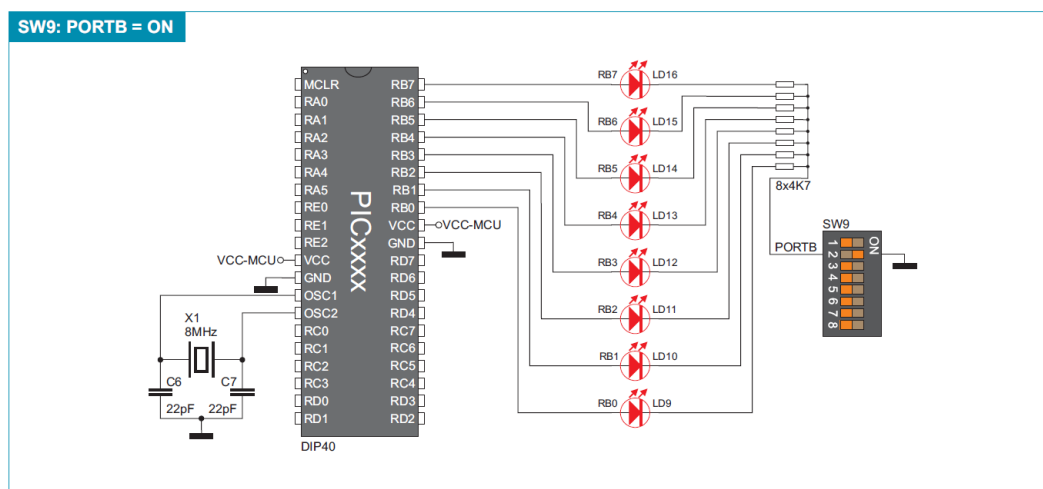 SW9: PORTB = ON
MCLR RB7
RA0 RB6
RA1 RB5
RA2 RB4
RA3 RB3
RA4 RB2
RA5 RB1
RE0 RB0
RE1 VCC
RE2 GND
VCC RD7
GND RD6
OSC1 RD5
OSC2 RD4
RC0 RC7
RC1 RC6
RC2 RC5
RC3 RC4
RD0 RD3
RD1 RD2
PICxxxx
DIP40
VCC-MCU
VCC-MCU
X1
8MHz
C6
C7
22pF
22pF
RB7 LD16
RB6 LD15
RB5 LD14
RB4 LD13
RB3 LD12
RB2 LD11
RB1 LD10
RB0 LD9
8x4K7
SW9
PORTB
ON
1
2
3
4
5
6
7
8